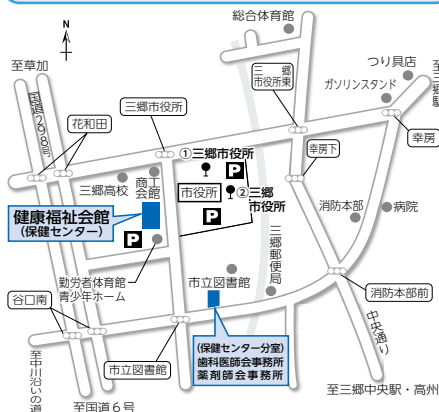 N
総合体育館
至草加
国道298号
花和田
三郷市役所
三郷
市役所東
つり具店
ガソリンスタンド
至三郷駅
幸房
幸房下
①三郷市役所
P
商工
会館
三郷高校
市役所
②三郷
市役所
P
健康福祉会館
(保健センター)
P
消防本部
病院
勤労者体育館
青少年ホーム
市立図書館
三郷郵便局
消防本部前
谷口南
(保健センター分室)
歯科医師会事務所
薬剤師会事務所
中央通り
市立図書館
至中川沿いの道
至国道6号
至三郷中央駅・高州